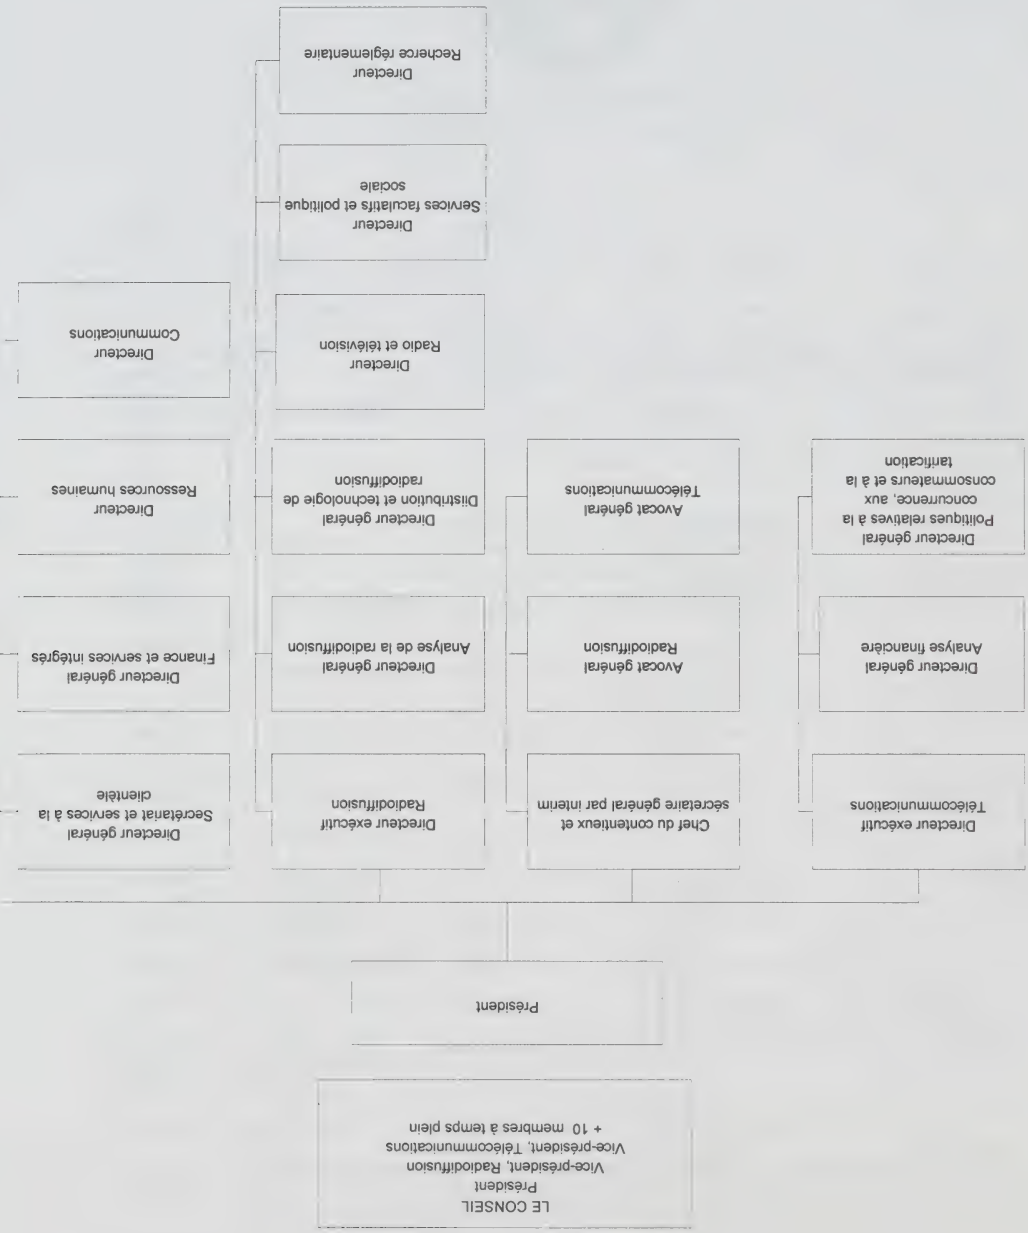 LE CONSEIL
Président
Vice-président, Radiodiffusion
Vice-président, Télécommunications
+ 10 membres à temps plein
Président
Directeur exécutif
Télécommunications
Directeur général
Analyse financière
Directeur général
Politiques relatives à la
concurrence, aux
consommateurs et à la
tarification
Chef du contentieux et
sécretaire général par interim
Avocat général
Radiodiffusion
Avocat général
Télécommunications
Directeur exécutif
Radiodiffusion
Directeur général
Analyse de la radiodiffusion
Directeur général
Diistribution et technologie de
radiodiffusion
Directeur
Radio et télévision
Directeur
Services facultatifs et politique
sociale
Directeur
Recherce réglementaire
Directeur général
Secrétariat et services à la
clientèle
Directeur général
Finance et services intégrés
Directeur
Ressources humaines
Directeur
Communications